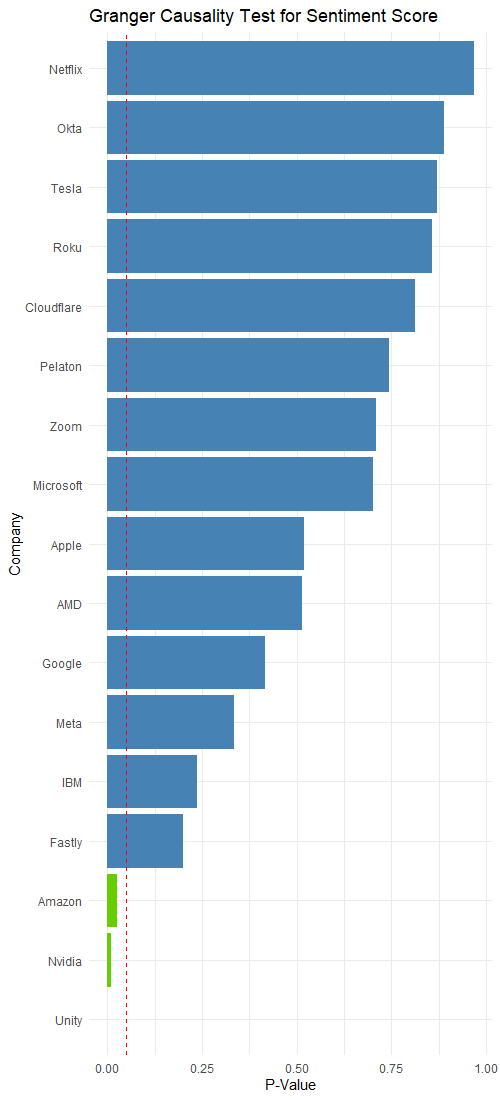 Granger Causality Test for Sentiment Score
Netflix
Okta
Tesla
Roku
Cloudflare
Pelaton
Zoom
Microsoft
Apple
AMD
Google
Meta
IBM
Fastly
Amazon
Nvidia
Unity
Company
0.00 0.25 0.50 0.75 1.00
P-Value